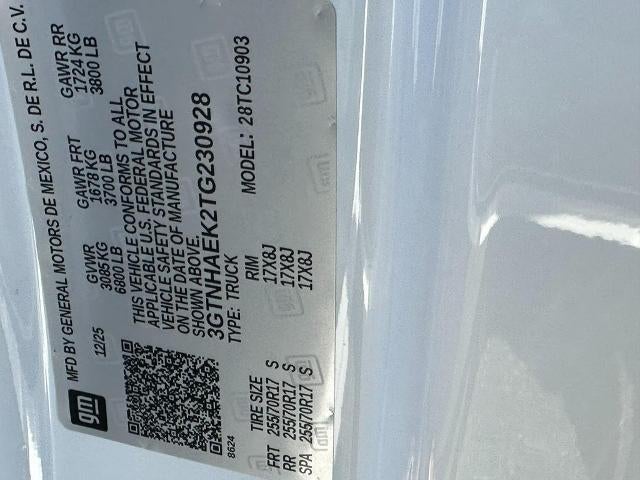 gm
MFD BY GENERAL MOTORS DE MEXICO, S. DE R.L. DE C.V.
12/25 GVWR GAWR FRT GAWR RR
3085 KG 1678 KG 1724 KG
6800 LB 3700 LB 3800 LB
THIS VEHICLE CONFORMS TO ALL
APPLICABLE U.S. FEDERAL MOTOR
VEHICLE SAFETY STANDARDS IN EFFECT
ON THE DATE OF MANUFACTURE
SHOWN ABOVE.
3GTNHAEK2TG230928
8624 TYPE: TRUCK MODEL: 28TC10903
TIRE SIZE RIM
FRT 255/70R17 S 17X8J
RR 255/70R17 S 17X8J
SPA 255/70R17 S 17X8J